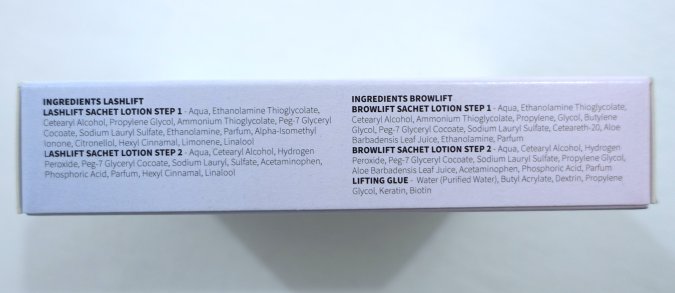 INGREDIENTS LASHLIFT
LASHLIFT SACHET LOTION STEP 1 - Aqua, Ethanolamine Thioglycolate,
Cetearyl Alcohol, Propylene Glycol, Ammonium Thioglycolate, Peg-7 Glyceryl
Cocoate, Sodium Lauryl Sulfate, Ethanolamine, Parfum, Alpha-Isomethyl
Ionone, Citronellol, Hexyl Cinnamal, Limonene, Linalool
LASHLIFT SACHET LOTION STEP 2 - Aqua, Cetearyl Alcohol, Hydrogen
Peroxide, Peg-7 Glyceryl Cocoate, Sodium Lauryl, Sulfate, Acetaminophen,
Phosphoric Acid, Parfum, Hexyl Cinnamal, Linalool
INGREDIENTS BROWLIFT
BROWLIFT SACHET LOTION STEP 1 - Aqua, Ethanolamine Thioglycolate,
Cetearyl Alcohol, Ammonium Thioglycolate, Propylene, Glycol, Butylene
Glycol, Peg-7 Glyceryl Cocoate, Sodium Lauryl Sulfate, Ceteareth-20, Aloe
Barbadensis Leaf Juice, Ethanolamine, Parfum
BROWLIFT SACHET LOTION STEP 2 - Aqua, Cetearyl Alcohol, Hydrogen
Peroxide, Peg-7 Glyceryl Cocoate, Sodium Lauryl Sulfate, Propylene Glycol,
Aloe Barbadensis Leaf Juice, Acetaminophen, Phosphoric Acid, Parfum
LIFTING GLUE - Water (Purified Water), Butyl Acrylate, Dextrin, Propylene
Glycol, Keratin, Biotin